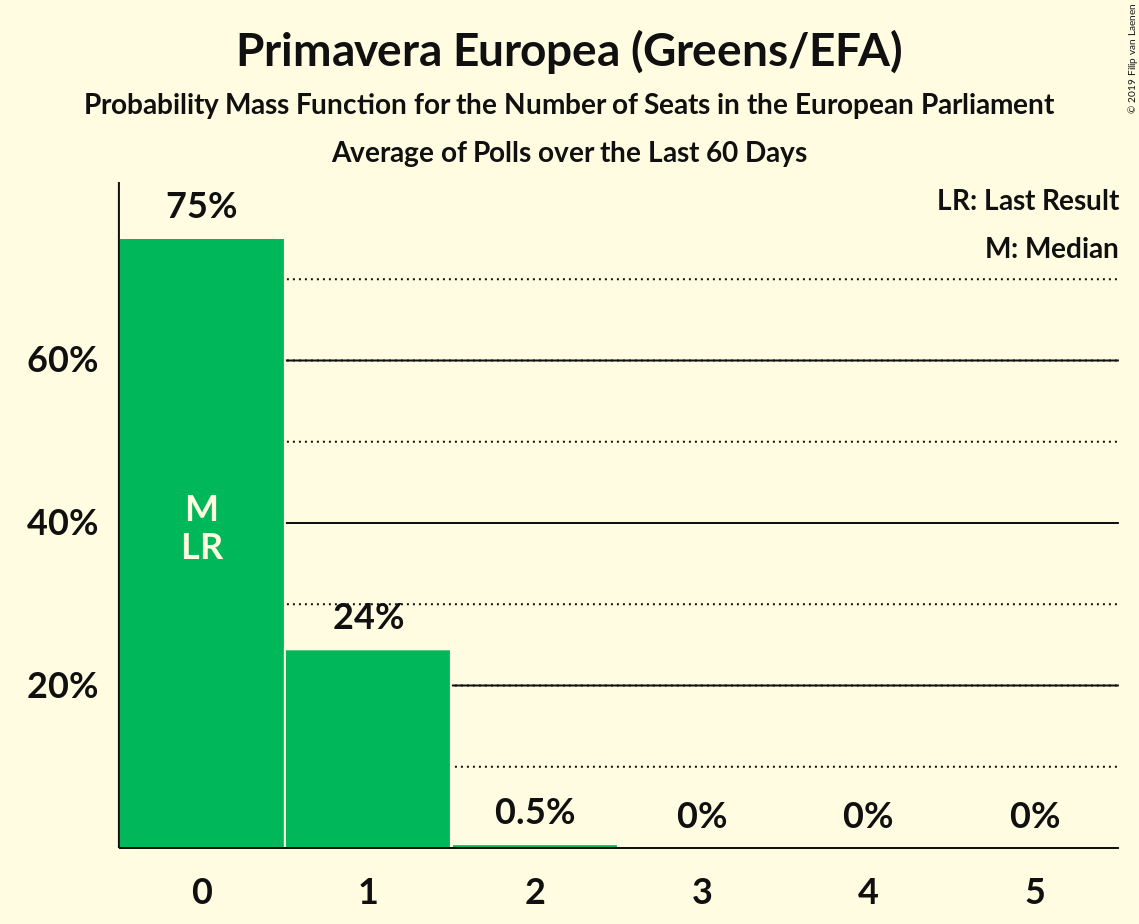 Primavera Europea (Greens/EFA)
Probability Mass Function for the Number of Seats in the European Parliament
Average of Polls over the Last 60 Days
© 2019 Filip van Laenen
LR: Last Result
M: Median
75%
60%
40%
20%
M
LR
24%
0.5%
0%
0%
0%
0
1
2
3
4
5